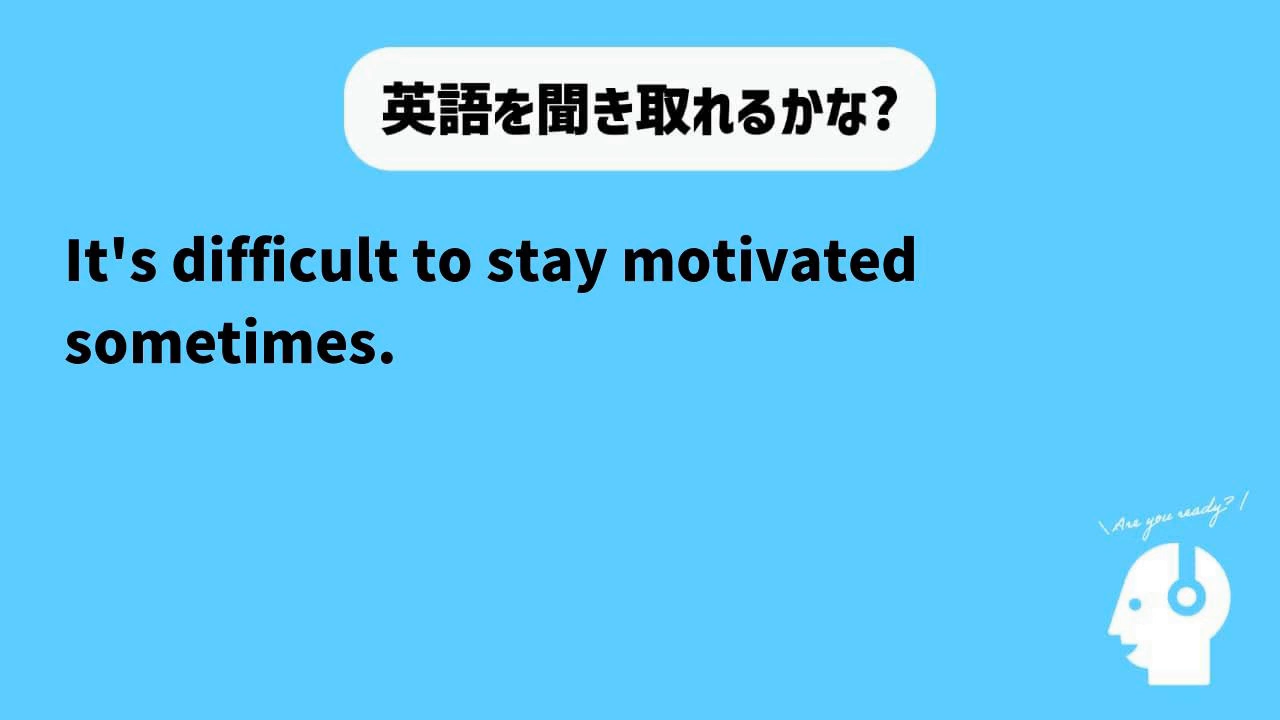 英語を聞き取れるかな?
It's difficult to stay motivated
sometimes.
\ Are you ready? /